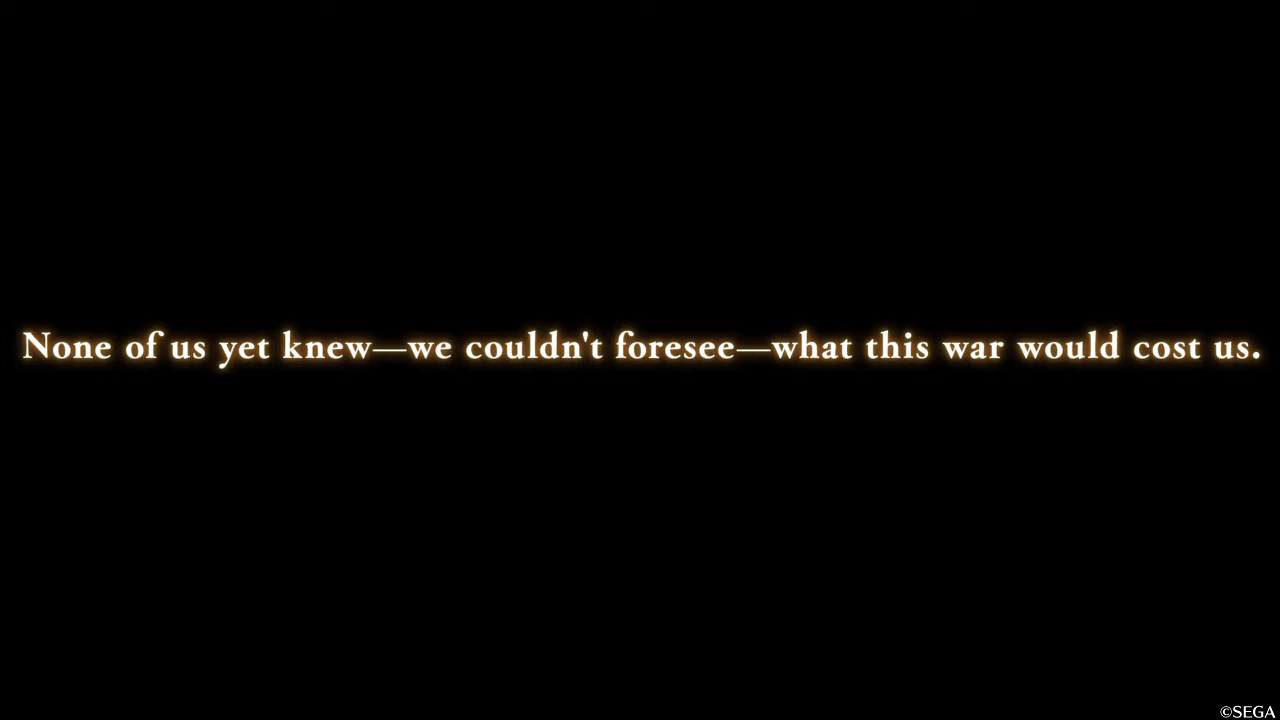 None of us yet knew—we couldn't foresee—what this war would cost us.
©SEGA